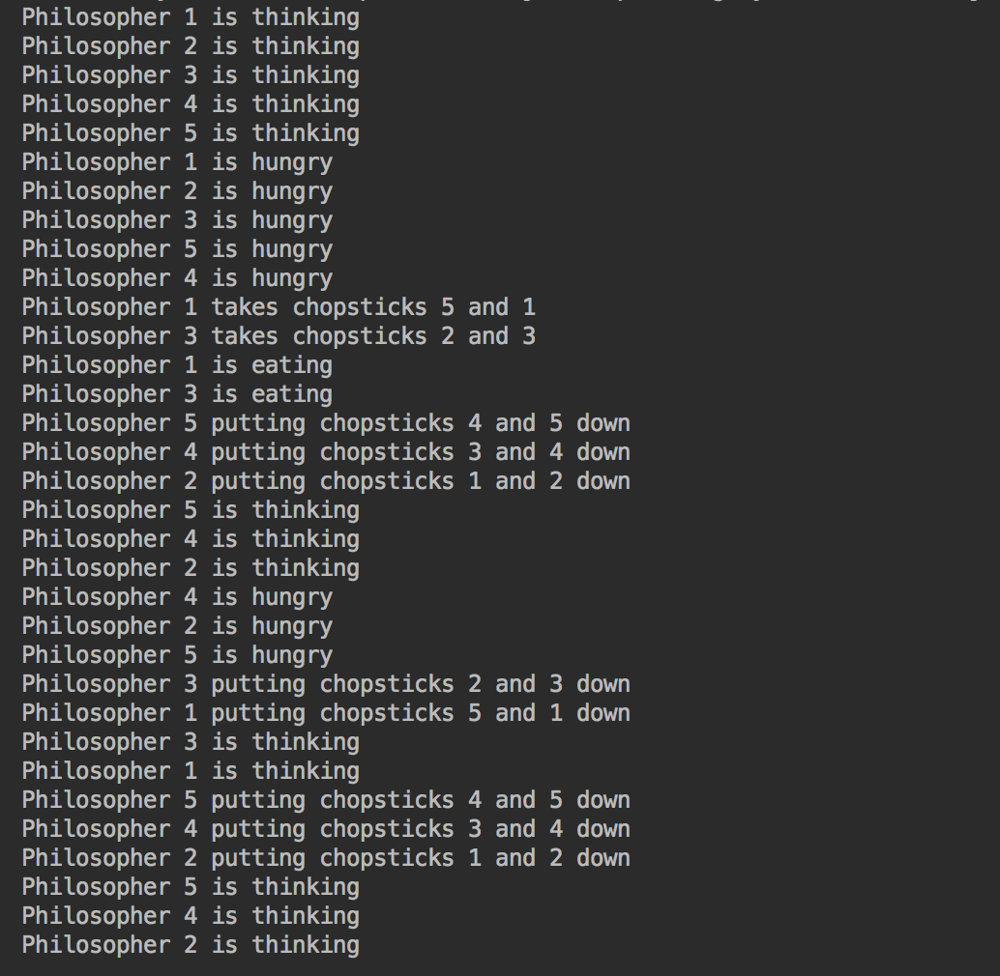 Philosopher 1 is thinking
Philosopher 2 is thinking
Philosopher 3 is thinking
Philosopher 4 is thinking
Philosopher 5 is thinking
Philosopher 1 is hungry
Philosopher 2 is hungry
Philosopher 3 is hungry
Philosopher 5 is hungry
Philosopher 4 is hungry
Philosopher 1 takes chopsticks 5 and 1
Philosopher 3 takes chopsticks 2 and 3
Philosopher 1 is eating
Philosopher 3 is eating
Philosopher 5 putting chopsticks 4 and 5 down
Philosopher 4 putting chopsticks 3 and 4 down
Philosopher 2 putting chopsticks 1 and 2 down
Philosopher 5 is thinking
Philosopher 4 is thinking
Philosopher 2 is thinking
Philosopher 4 is hungry
Philosopher 2 is hungry
Philosopher 5 is hungry
Philosopher 3 putting chopsticks 2 and 3 down
Philosopher 1 putting chopsticks 5 and 1 down
Philosopher 3 is thinking
Philosopher 1 is thinking
Philosopher 5 putting chopsticks 4 and 5 down
Philosopher 4 putting chopsticks 3 and 4 down
Philosopher 2 putting chopsticks 1 and 2 down
Philosopher 5 is thinking
Philosopher 4 is thinking
Philosopher 2 is thinking